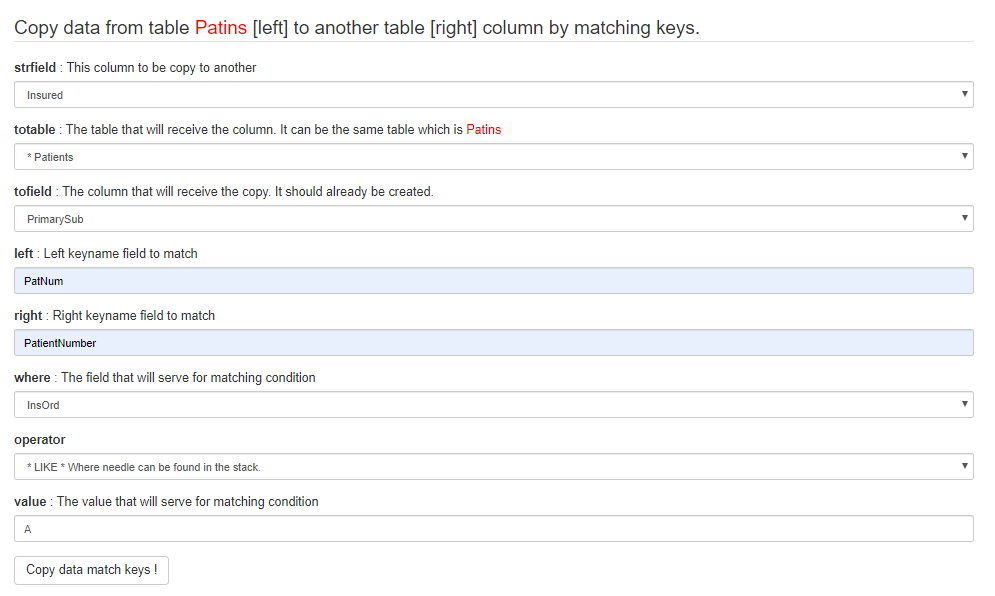 Copy data from table Patins [left] to another table [right] column by matching keys.
strfield : This column to be copy to another
Insured
totable : The table that will receive the column. It can be the same table which is Patins
* Patients
tofield : The column that will receive the copy. It should already be created.
PrimarySub
left : Left keyname field to match
PatNum
right : Right keyname field to match
PatientNumber
where : The field that will serve for matching condition
InsOrd
operator
* LIKE * Where needle can be found in the stack.
value : The value that will serve for matching condition
A
Copy data match keys !